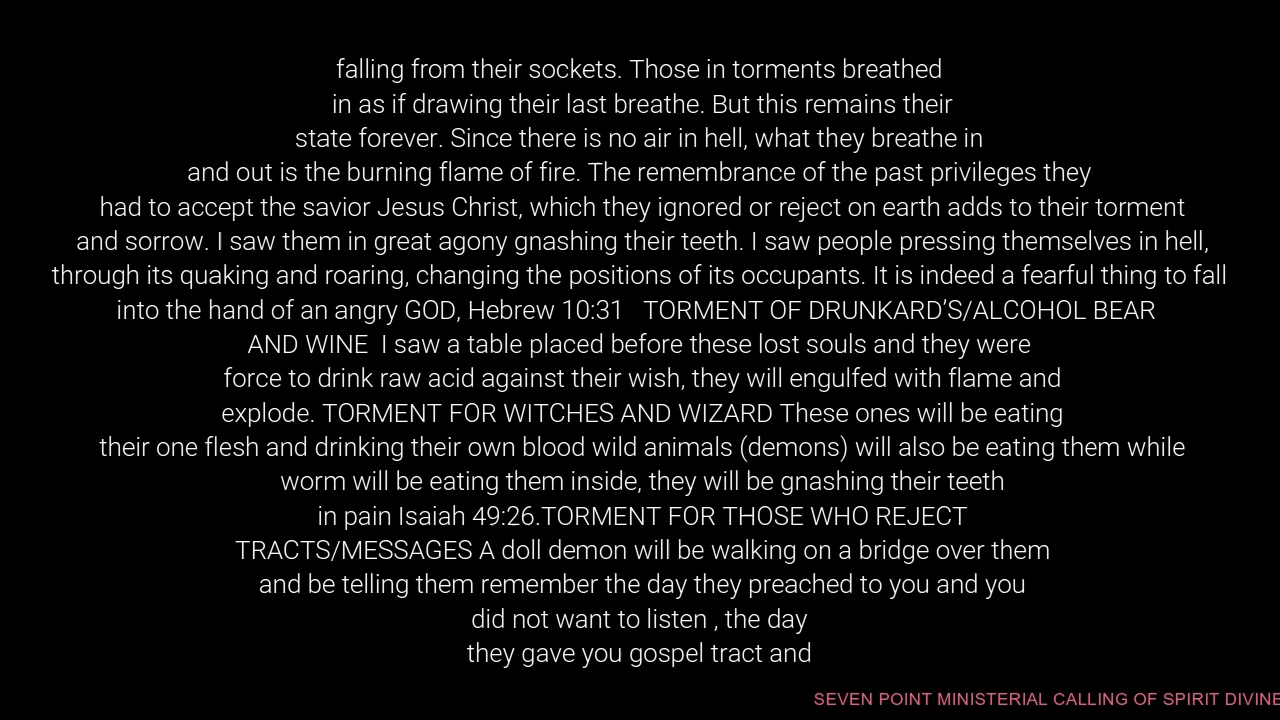 falling from their sockets. Those in torments breathed
in as if drawing their last breathe. But this remains their
state forever. Since there is no air in hell, what they breathe in
and out is the burning flame of fire. The remembrance of the past privileges they
had to accept the savior Jesus Christ, which they ignored or reject on earth adds to their torment
and sorrow. I saw them in great agony gnashing their teeth. I saw people pressing themselves in hell,
through its quaking and roaring, changing the positions of its occupants. It is indeed a fearful thing to fall
into the hand of an angry GOD, Hebrew 10:31   TORMENT OF DRUNKARD’S/ALCOHOL BEAR
AND WINE  I saw a table placed before these lost souls and they were
force to drink raw acid against their wish, they will engulfed with flame and
explode. TORMENT FOR WITCHES AND WIZARD These ones will be eating
their one flesh and drinking their own blood wild animals (demons) will also be eating them while
worm will be eating them inside, they will be gnashing their teeth
in pain Isaiah 49:26.TORMENT FOR THOSE WHO REJECT
TRACTS/MESSAGES A doll demon will be walking on a bridge over them
and be telling them remember the day they preached to you and you
did not want to listen , the day
they gave you gospel tract and
SEVEN POINT MINISTERIAL CALLING OF SPIRIT DIVINE